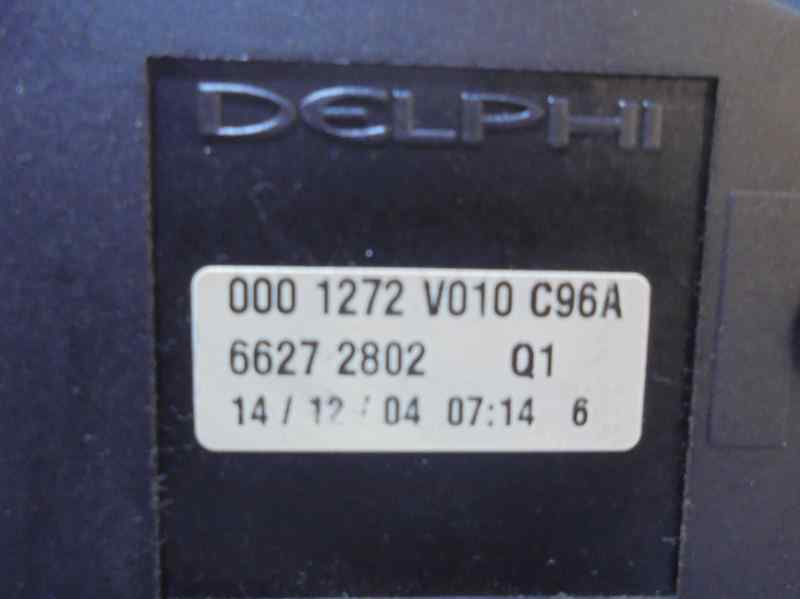 DELPHI
000 1272 V010 C96A
6627 2802 Q1
14 / 12 / 04 07:14 6